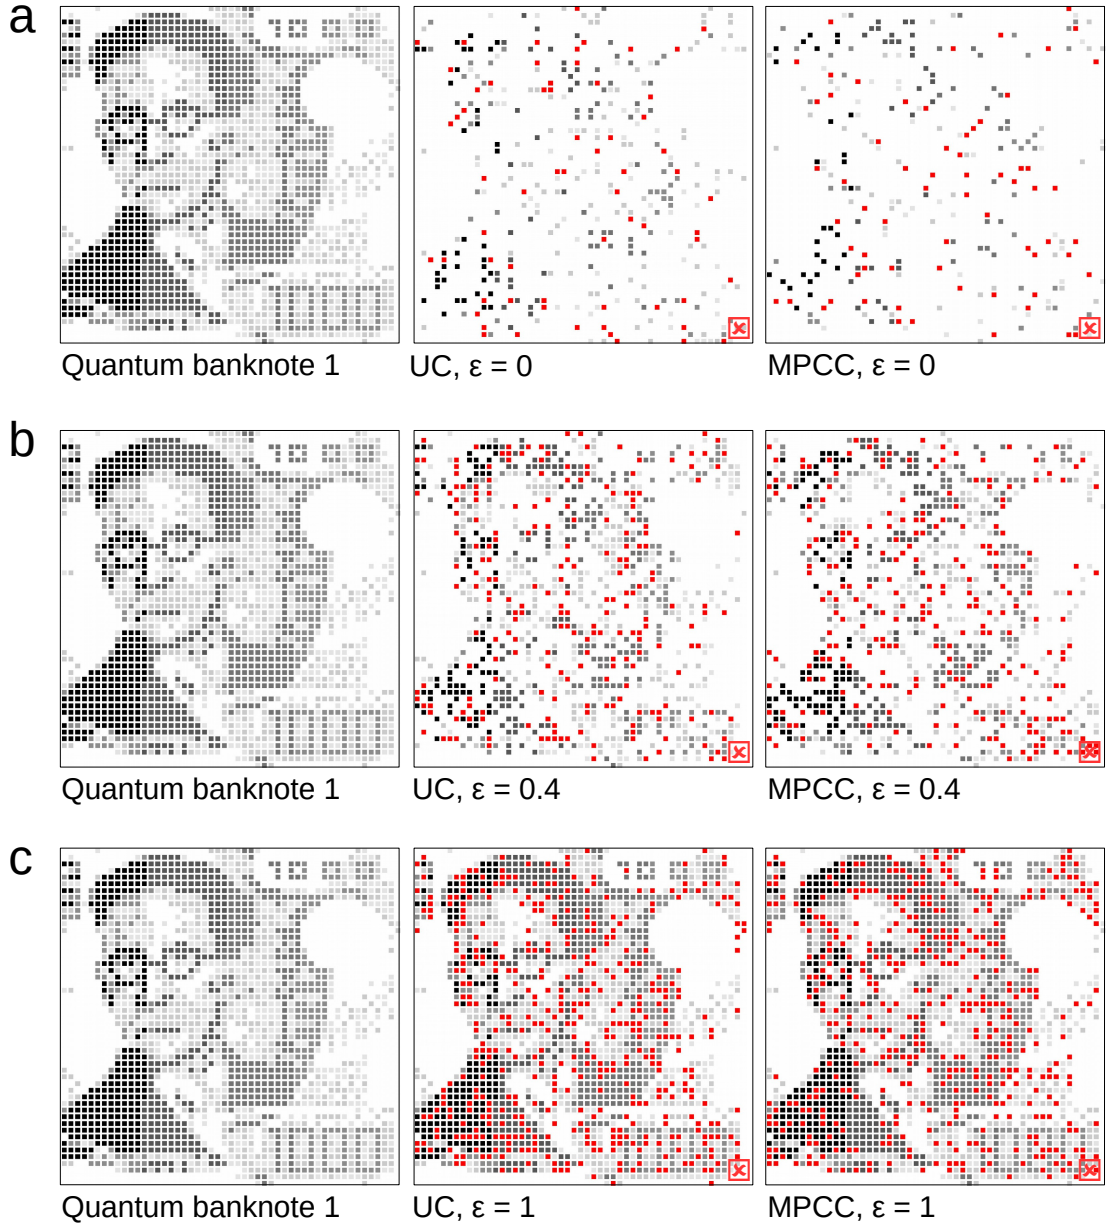 a
Quantum banknote 1
UC, ε = 0
MPCC, ε = 0
b
Quantum banknote 1
UC, ε = 0.4
MPCC, ε = 0.4
c
Quantum banknote 1
UC, ε = 1
MPCC, ε = 1